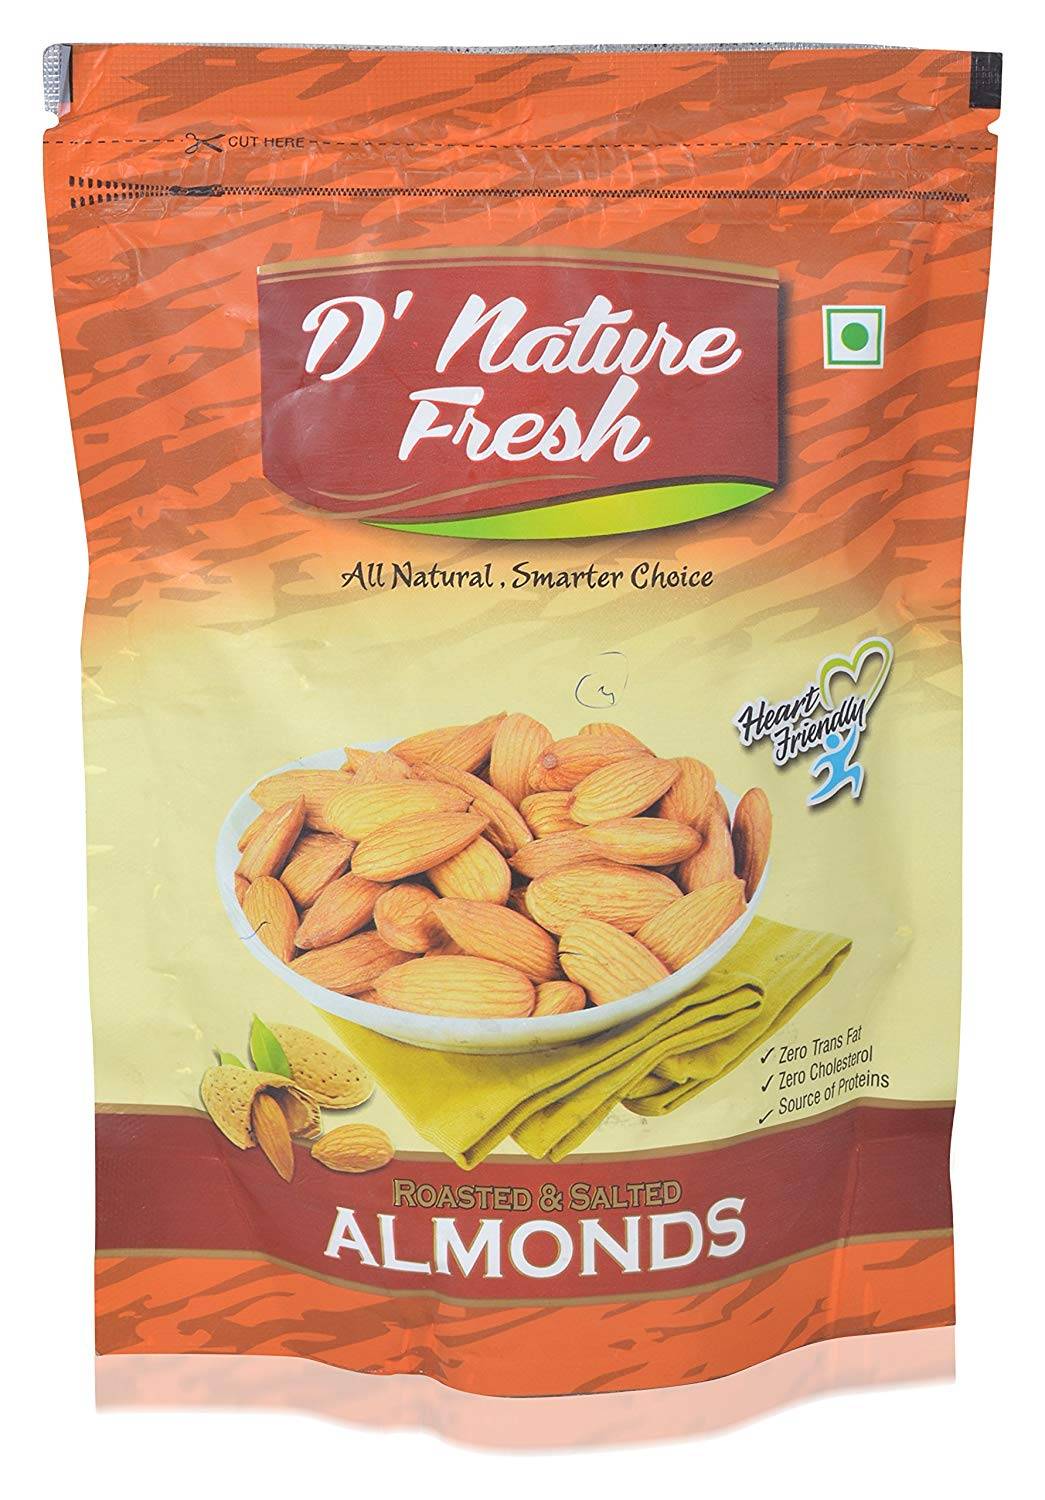 CUT HERE
D' Nature
Fresh
All Natural , Smarter Choice
Heart
Friendly
Zero Trans Fat
Zero Cholesterol
Source of Proteins
ROASTED & SALTED
ALMONDS